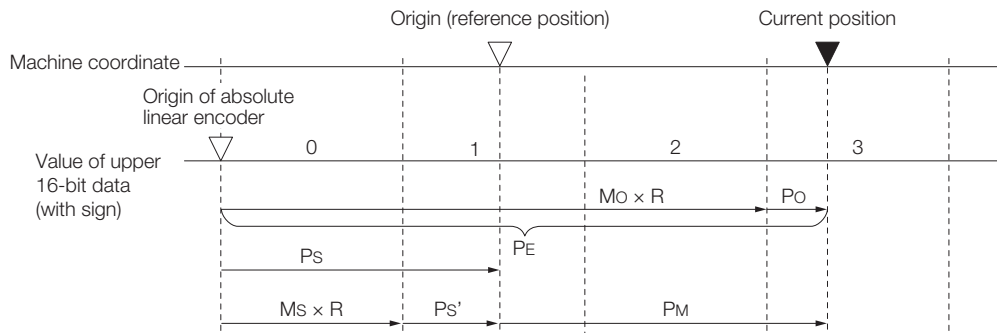 Origin (reference position) Current position
Machine coordinate
Origin of absolute
linear encoder
0 1 2 3
Value of upper
16-bit data
(with sign)
MO × R PO
PE
PS
MS × R PS' PM